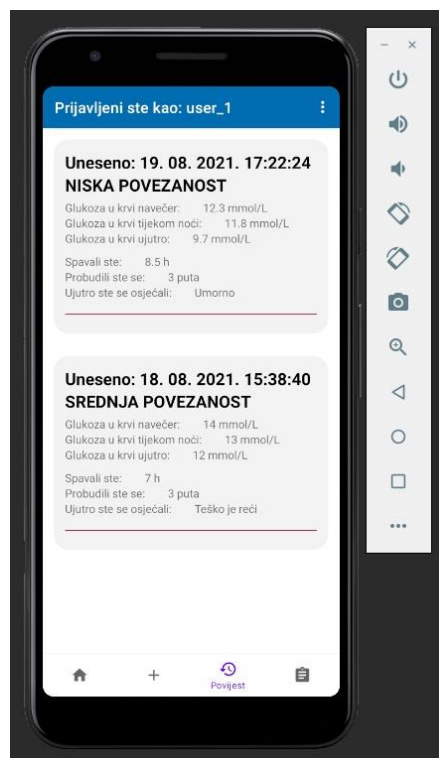 Prijavljeni ste kao: user_1
Uneseno: 19. 08. 2021. 17:22:24
NISKA POVEZANOST
Glukoza u krvi navečer: 12.3 mmol/L
Glukoza u krvi tijekom noći: 11.8 mmol/L
Glukoza u krvi ujutro: 9.7 mmol/L
Spavali ste: 8.5 h
Probudili ste se: 3 puta
Ujutro ste se osjećali: Umorno
Uneseno: 18. 08. 2021. 15:38:40
SREDNJA POVEZANOST
Glukoza u krvi navečer: 14 mmol/L
Glukoza u krvi tijekom noći: 13 mmol/L
Glukoza u krvi ujutro: 12 mmol/L
Spavali ste: 7 h
Probudili ste se: 3 puta
Ujutro ste se osjećali: Teško je reći
Povijest